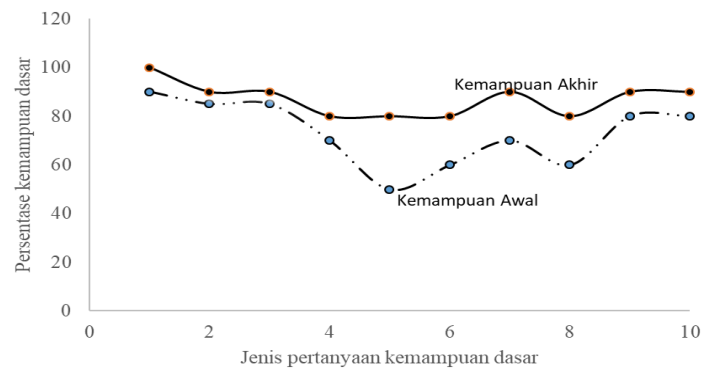 120
100
80
60
40
20
0
Persentase kemampuan dasar
Kemampuan Akhir
Kemampuan Awal
0 2 4 6 8 10
Jenis pertanyaan kemampuan dasar